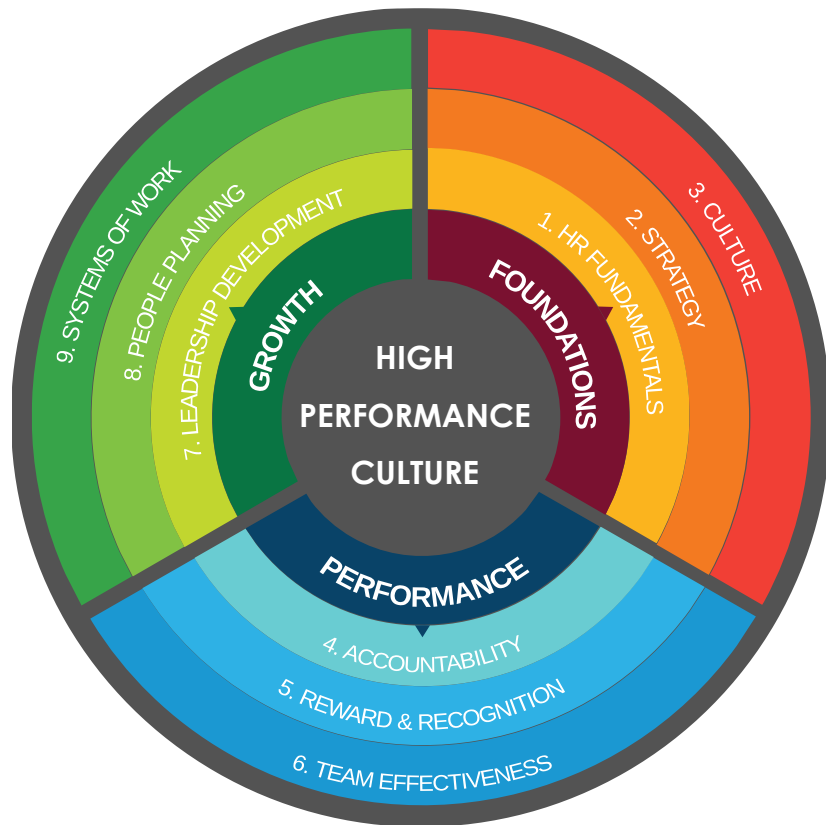 HIGH
PERFORMANCE
CULTURE
FOUNDATIONS
1. HR FUNDAMENTALS
2. STRATEGY
3. CULTURE
PERFORMANCE
4. ACCOUNTABILITY
5. REWARD & RECOGNITION
6. TEAM EFFECTIVENESS
GROWTH
7. LEADERSHIP DEVELOPMENT
8. PEOPLE PLANNING
9. SYSTEMS OF WORK